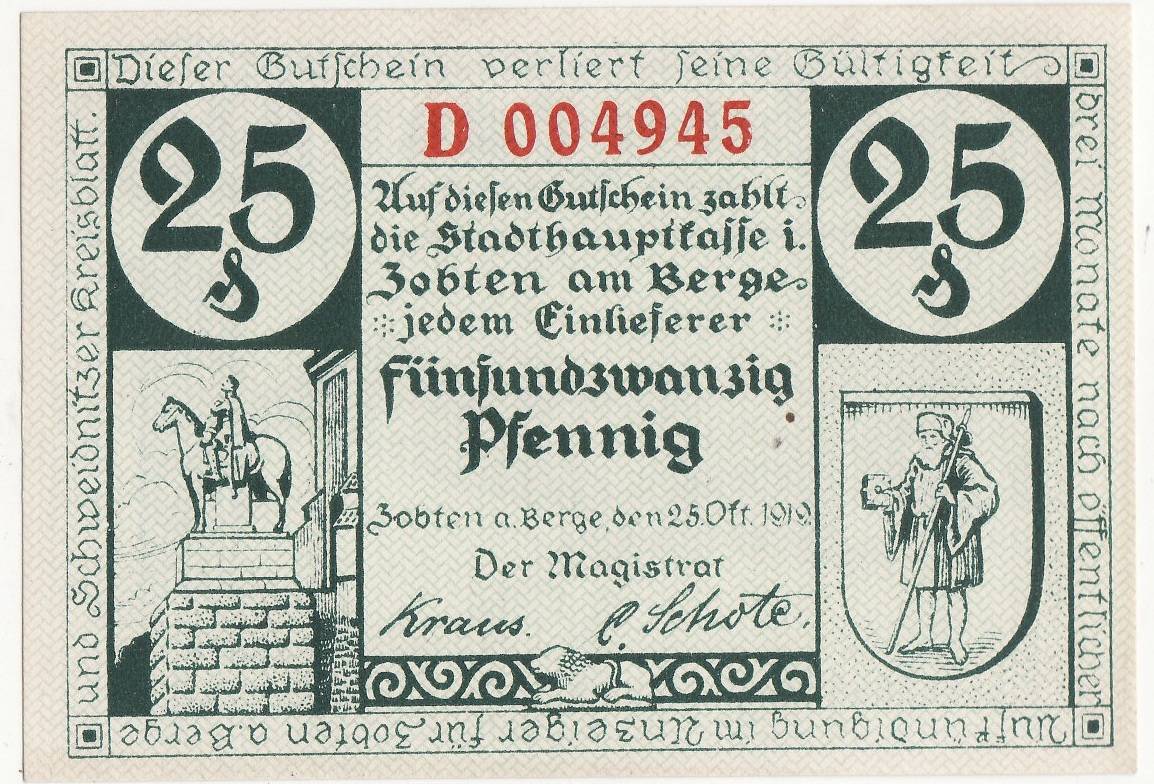 Dieser Gutschein verliert seine Gültigkeit
drei Monate nach öffentlicher
Aufkündigung im Anzeiger für Zobten a. Berge
und Schweidnitzer Kreisblatt.
25
₰
D 004945
25
₰
Auf diesen Gutschein zahlt
die Stadthauptkasse i.
Zobten am Berge
jedem Einlieferer
fünfundzwanzig
Pfennig
Zobten a. Berge, den 25. Okt. 1919.
Der Magistrat
Kraus. C. Schote.